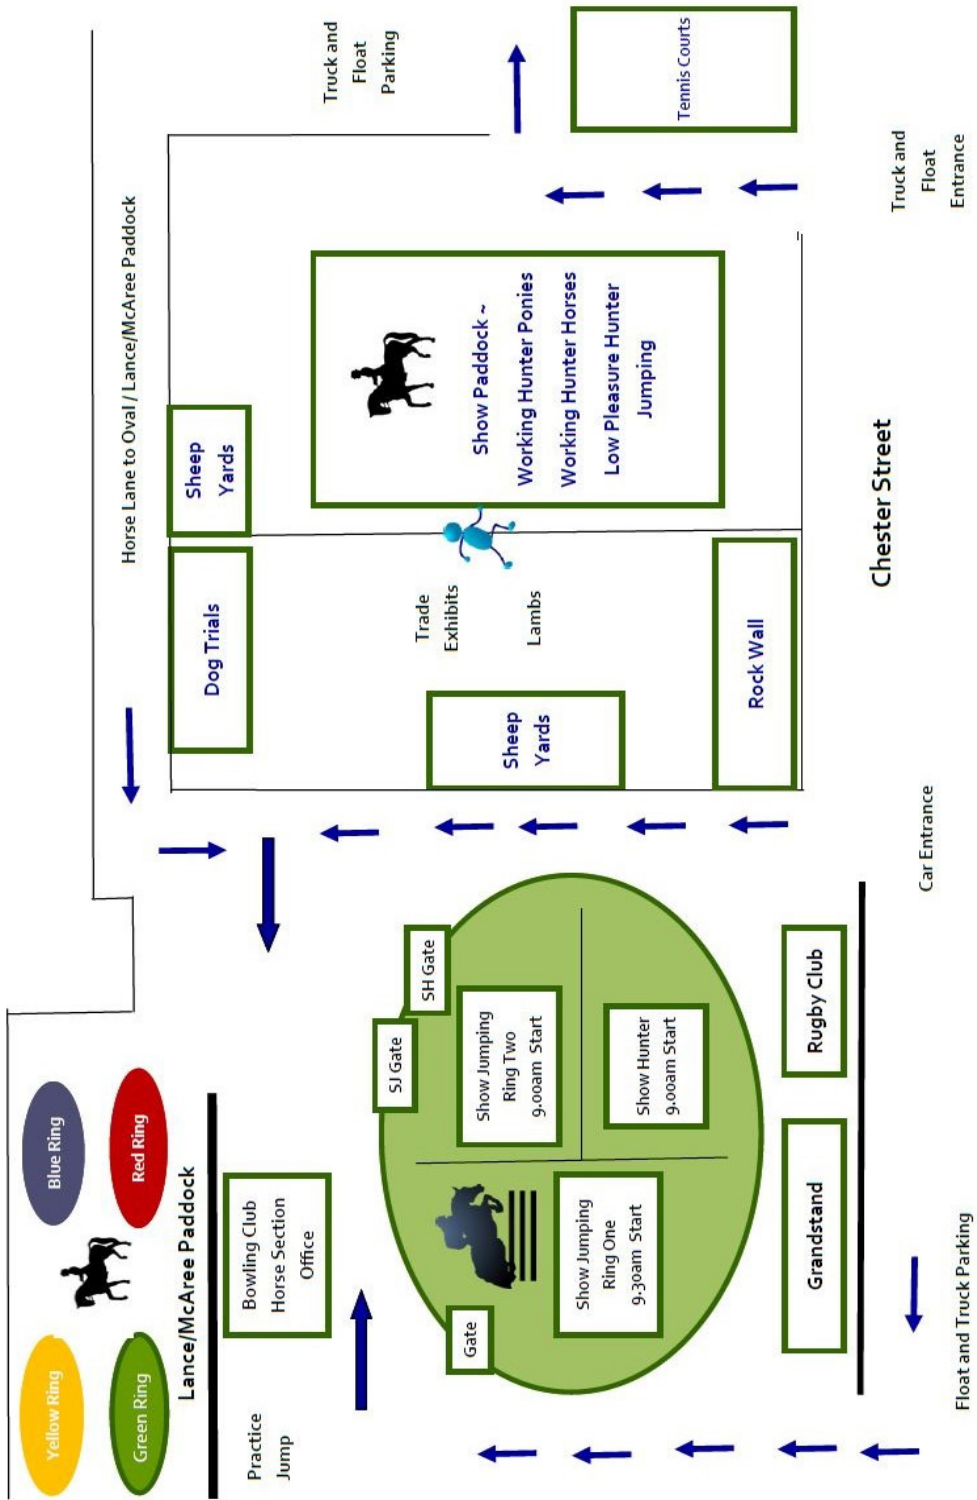 Yellow Ring
Blue Ring
Green Ring
Red Ring
Lance/McAree Paddock
Horse Lane to Oval / Lance/McAree Paddock
Practice
Jump
Bowling Club
Horse Section
Office
Dog Trials
Sheep
Yards
Truck and
Float
Parking
SJ Gate
SH Gate
Gate
Show Jumping
Ring Two
9.00am Start
Show Jumping
Ring One
9.30am Start
Show Hunter
9.00am Start
Sheep
Yards
Trade
Exhibits
Lambs
Show Paddock ~
Working Hunter Ponies
Working Hunter Horses
Low Pleasure Hunter
Jumping
Tennis Courts
Grandstand
Rugby Club
Rock Wall
Float and Truck Parking
Car Entrance
Chester Street
Truck and
Float
Entrance